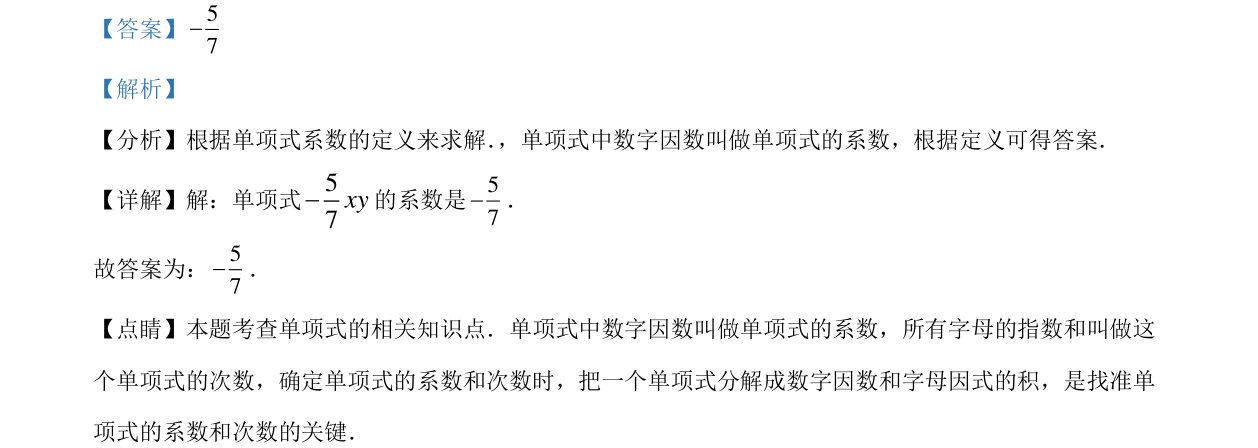 【答案】$-\frac{5}{7}$
【解析】
【分析】根据单项式系数的定义来求解.，单项式中数字因数叫做单项式的系数，根据定义可得答案.
【详解】解：单项式$-\frac{5}{7}xy$的系数是$-\frac{5}{7}$.
故答案为：$-\frac{5}{7}$.
【点睛】本题考查单项式的相关知识点．单项式中数字因数叫做单项式的系数，所有字母的指数和叫做这
个单项式的次数，确定单项式的系数和次数时，把一个单项式分解成数字因数和字母因式的积，是找准单
项式的系数和次数的关键.